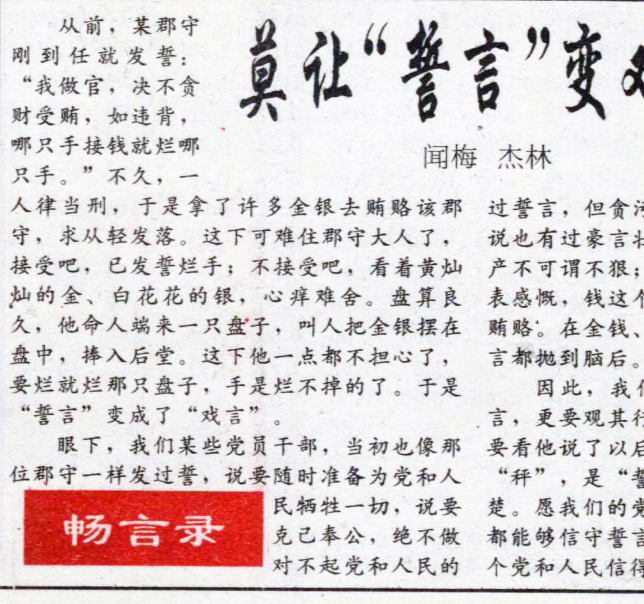 莫让“誓言”变
闻梅 杰林
从前，某郡守
刚到任就发誓：
“我做官，决不贪
财受贿，如违背，
哪只手接钱就烂哪
只手。”不久，一
人律当刑，于是拿了许多金银去贿赂该郡
守，求从轻发落。这下可难住郡守大人了，
接受吧，已发誓烂手；不接受吧，看着黄灿
灿的金、白花花的银，心痒难舍。盘算良
久，他命人端来一只盘子，叫人把金银摆在
盘中，捧入后堂。这下他一点都不担心了，
要烂就烂那只盘子，手是烂不掉的了。于是
“誓言”变成了“戏言”。
眼下，我们某些党员干部，当初也像那
位郡守一样发过誓，说要随时准备为党和人
民牺牲一切，说要
克己奉公，绝不做
对不起党和人民的
畅言录
过誓言，但贪
说也有过豪言
产不可谓不狠；
表感慨，钱这
贿赂。在金钱、
言都抛到脑后。
因此，我
言，更要观其
要看他说了以后
“秤”，是“
楚。愿我们的
都能够信守誓言
个党和人民信得